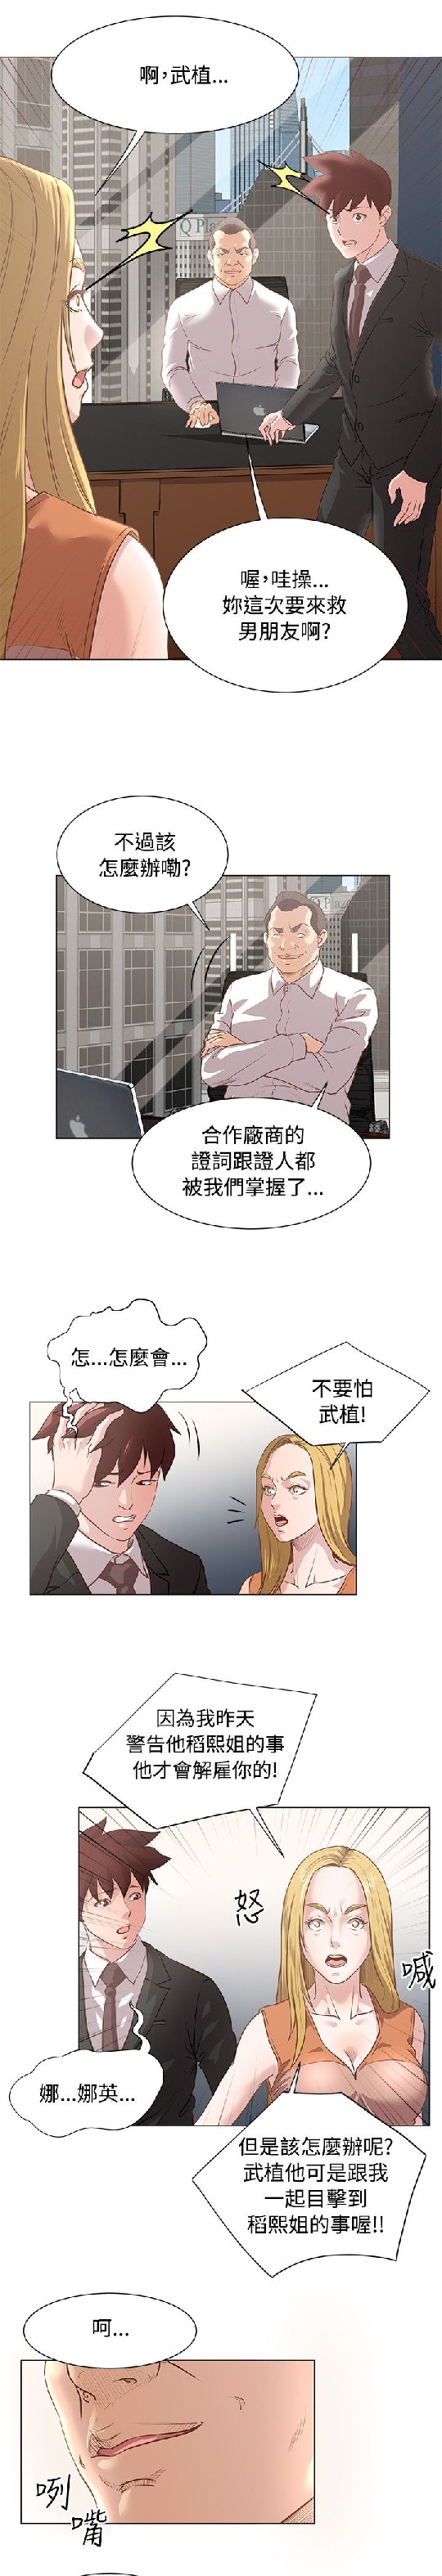 啊,武植...
Q Plaz
喔,哇操...
妳這次要來救
男朋友啊?
不過該
怎麼辦嘞?
Q Plaz
合作廠商的
證詞跟證人都
被我們掌握了...
怎...怎麼會...
不要怕
武植!
因為我昨天
警告他稻熙姐的事
他才會解雇你的!
怒
喊
娜...娜英...
但是該怎麼辦呢?
武植他可是跟我
一起目擊到
稻熙姐的事喔!!
呵...
咧
嘴